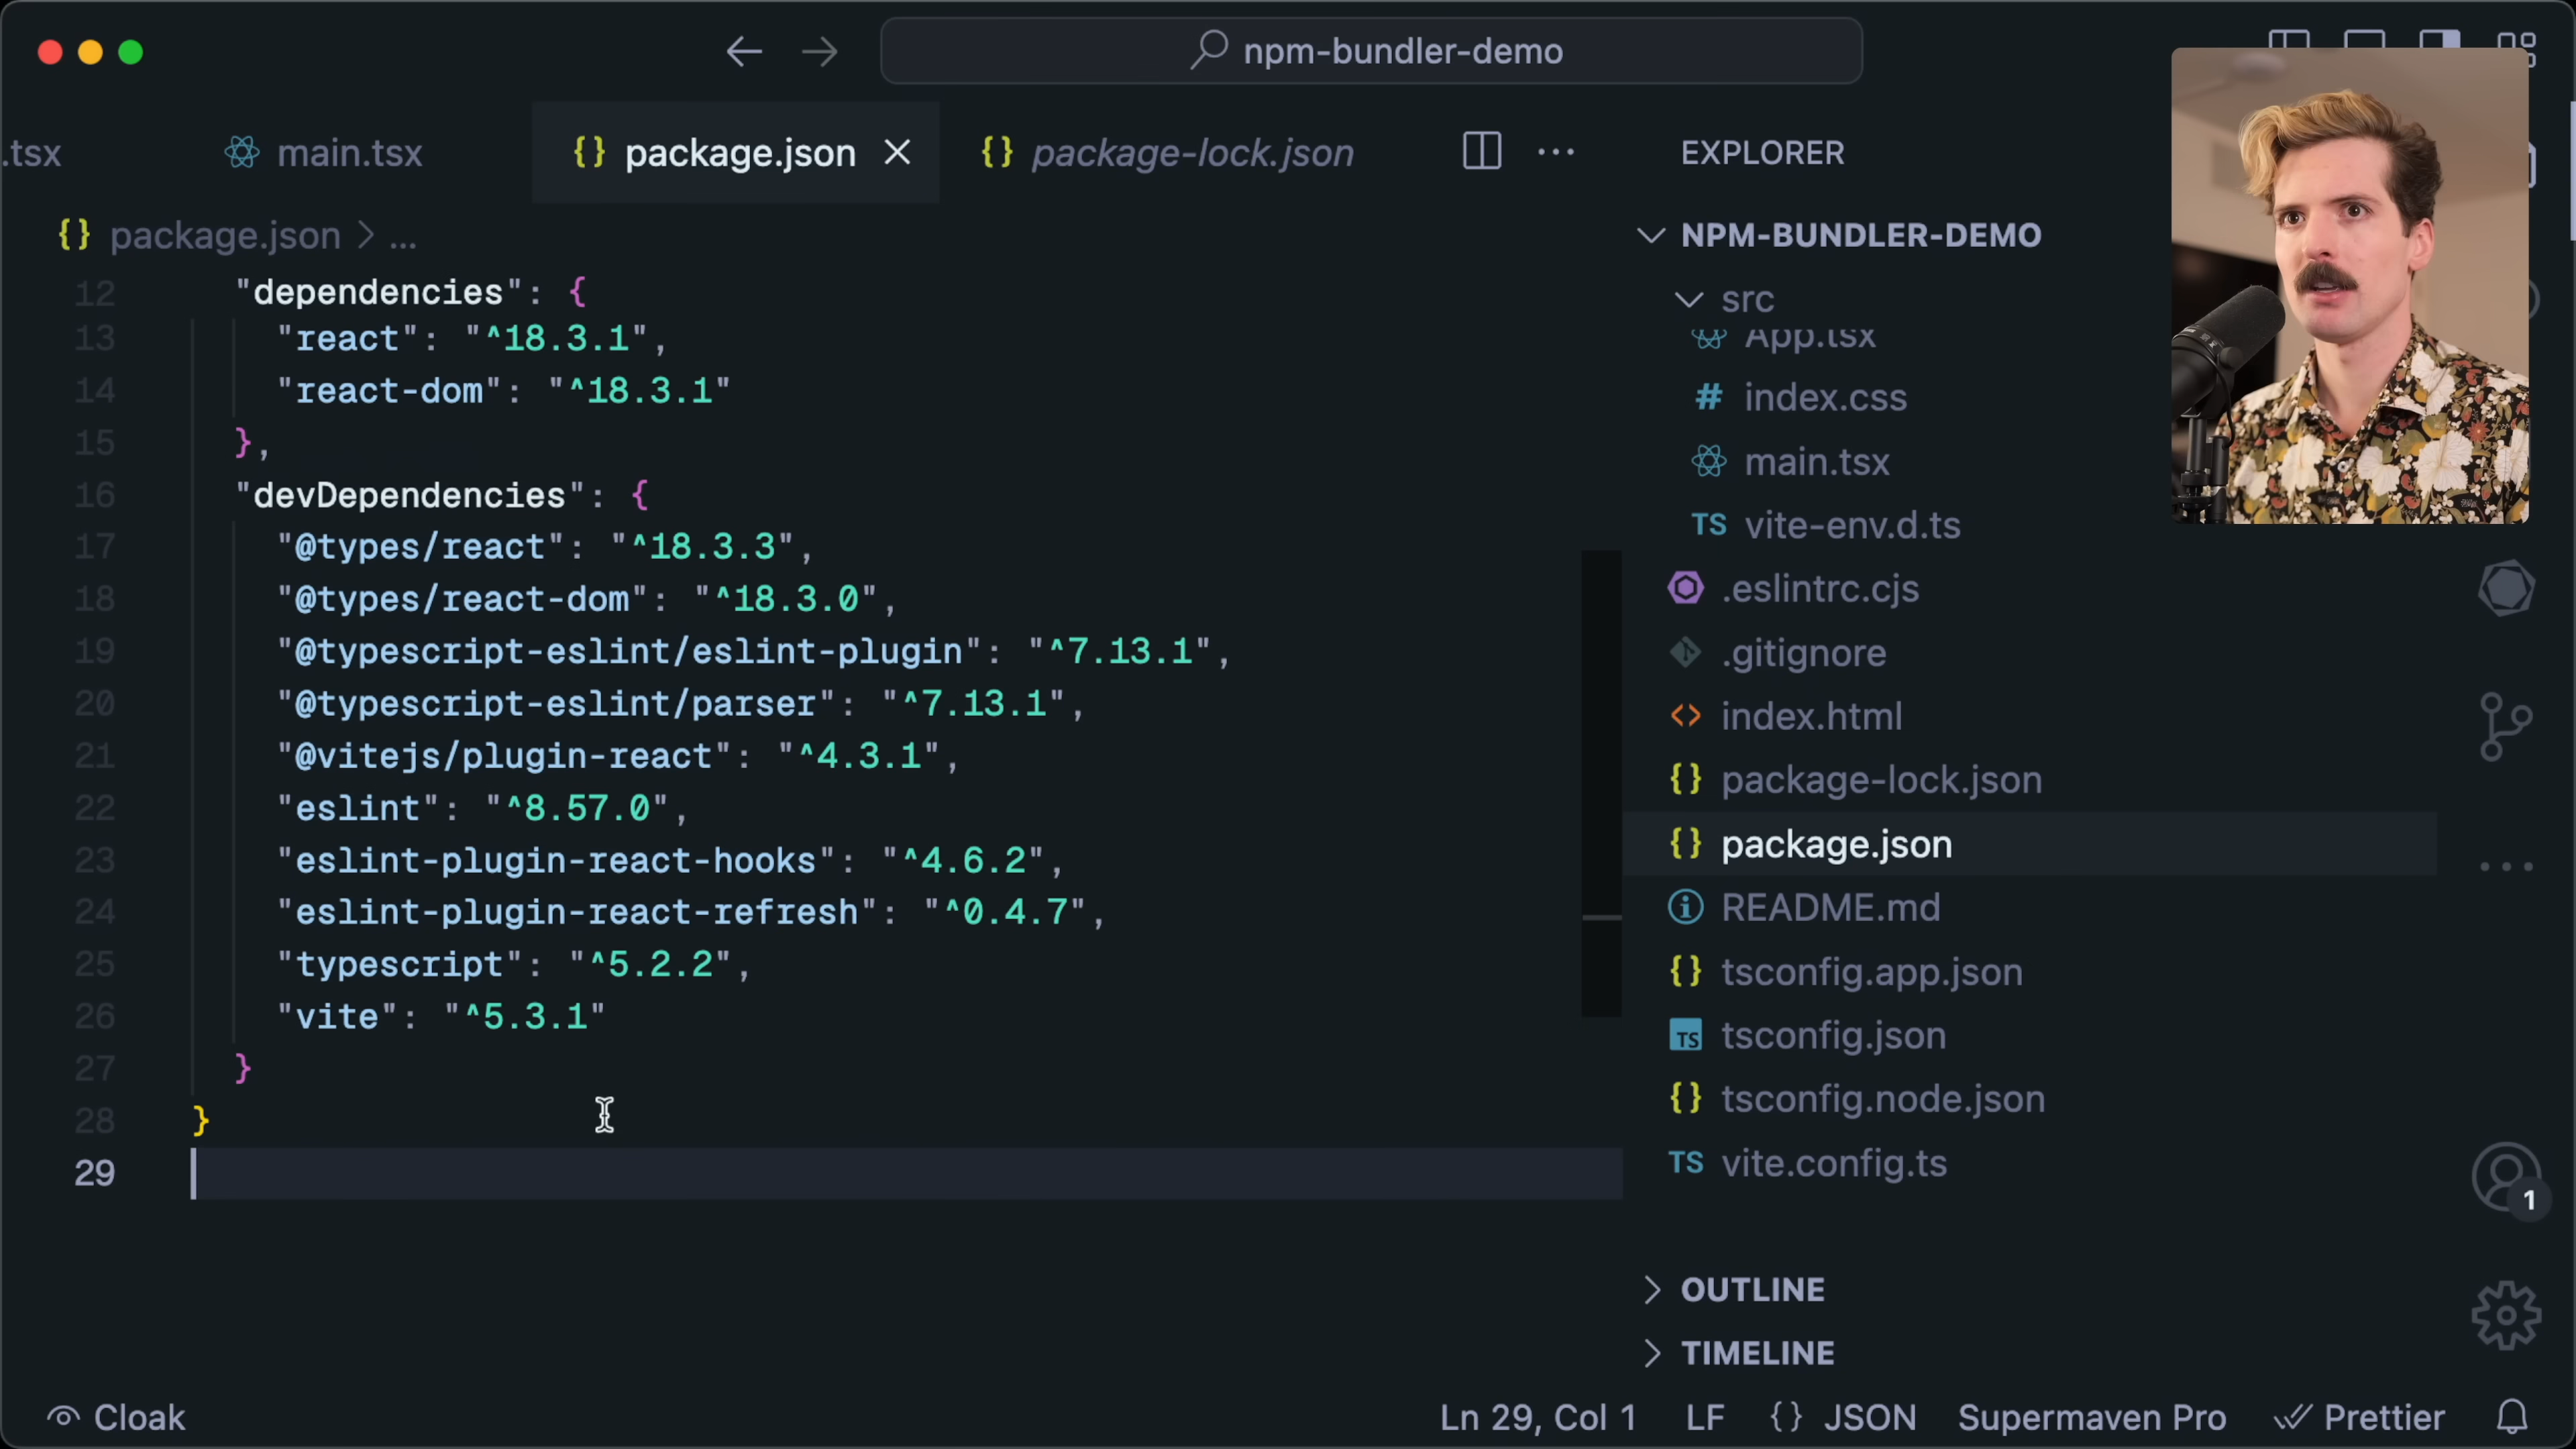 npm-bundler-demo
.tsx
main.tsx
package.json
package-lock.json
EXPLORER
package.json > ...
NPM-BUNDLER-DEMO
12 "dependencies": {
13 "react": "^18.3.1",
14 "react-dom": "^18.3.1"
15 },
16 "devDependencies": {
17 "@types/react": "^18.3.3",
18 "@types/react-dom": "^18.3.0",
19 "@typescript-eslint/eslint-plugin": "^7.13.1",
20 "@typescript-eslint/parser": "^7.13.1",
21 "@vitejs/plugin-react": "^4.3.1",
22 "eslint": "^8.57.0",
23 "eslint-plugin-react-hooks": "^4.6.2",
24 "eslint-plugin-react-refresh": "^0.4.7",
25 "typescript": "^5.2.2",
26 "vite": "^5.3.1"
27 }
28 }
29
src
App.tsx
# index.css
main.tsx
TS vite-env.d.ts
.eslintrc.cjs
.gitignore
<> index.html
{} package-lock.json
{} package.json
README.md
{} tsconfig.app.json
TS tsconfig.json
{} tsconfig.node.json
TS vite.config.ts
1
OUTLINE
TIMELINE
Cloak
Ln 29, Col 1
LF
{} JSON
Supermaven Pro
Prettier